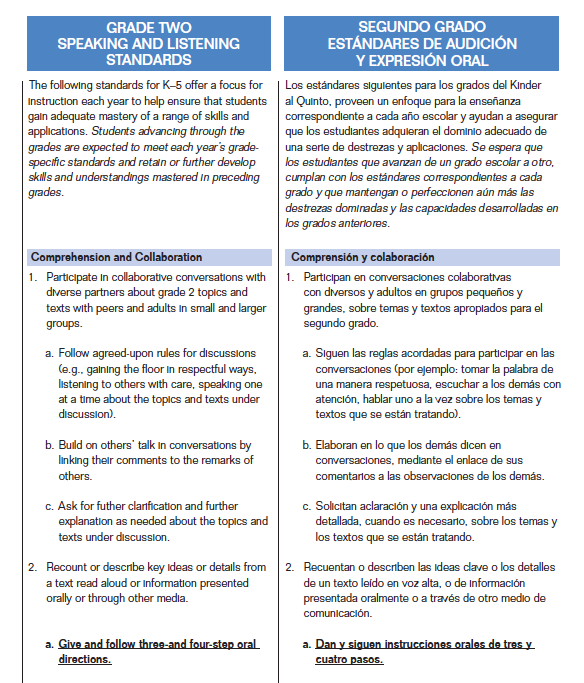 GRADE TWO
SPEAKING AND LISTENING
STANDARDS
The following standards for K–5 offer a focus for
instruction each year to help ensure that students
gain adequate mastery of a range of skills and
applications. Students advancing through the
grades are expected to meet each year's grade-
specific standards and retain or further develop
skills and understandings mastered in preceding
grades.
Comprehension and Collaboration
1. Participate in collaborative conversations with
diverse partners about grade 2 topics and
texts with peers and adults in small and larger
groups.
a. Follow agreed-upon rules for discussions
(e.g., gaining the floor in respectful ways,
listening to others with care, speaking one
at a time about the topics and texts under
discussion).
b. Build on others' talk in conversations by
linking their comments to the remarks of
others.
c. Ask for futher clarification and further
explanation as needed about the topics and
texts under discussion.
2. Recount or describe key ideas or details from
a text read aloud or information presented
orally or through other media.
a. Give and follow three-and four-step oral
directions.
SEGUNDO GRADO
ESTÁNDARES DE AUDICIÓN
Y EXPRESIÓN ORAL
Los estándares siguientes para los grados del Kinder
al Quinto, proveen un enfoque para la enseñanza
correspondiente a cada año escolar y ayudan a asegurar
que los estudiantes adquieran el dominio adecuado de
una serie de destrezas y aplicaciones. Se espera que
los estudiantes que avanzan de un grado escolar a otro,
cumplan con los estándares correspondientes a cada
grado y que mantengan o perfeccionen aún más las
destrezas dominadas y las capacidades desarrolladas en
los grados anteriores.
Comprensión y colaboración
1. Participan en conversaciones colaborativas
con diversos y adultos en grupos pequeños y
grandes, sobre temas y textos apropiados para el
segundo grado.
a. Siguen las reglas acordadas para participar en las
conversaciones (por ejemplo: tomar la palabra de
una manera respetuosa, escuchar a los demás con
atención, hablar uno a la vez sobre los temas y
textos que se están tratando).
b. Elaboran en lo que los demás dicen en
conversaciones, mediante el enlace de sus
comentarios a las observaciones de los demás.
c. Solicitan aclaración y una explicación más
detallada, cuando es necesario, sobre los temas y
los textos que se están tratando.
2. Recuentan o describen las ideas clave o los detalles
de un texto leído en voz alta, o de información
presentada oralmente o a través de otro medio de
comunicación.
a. Dan y siguen instrucciones orales de tres y
cuatro pasos.